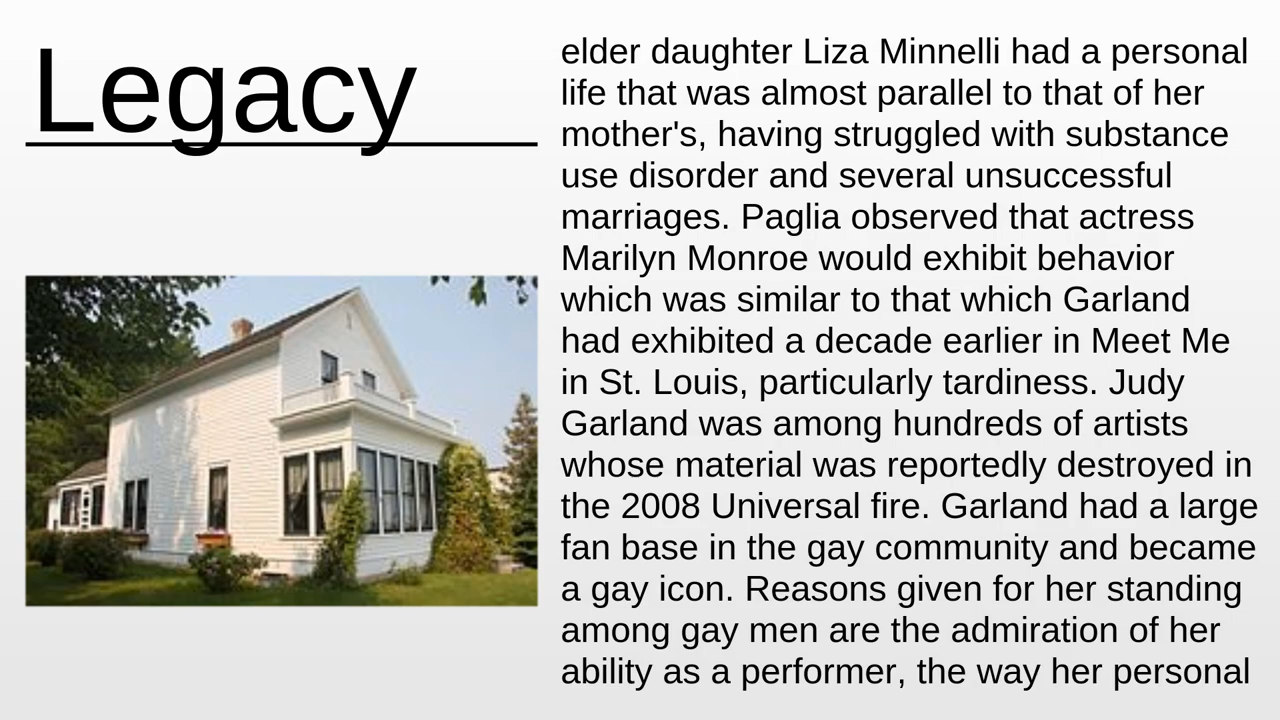 Legacy
elder daughter Liza Minnelli had a personal
life that was almost parallel to that of her
mother's, having struggled with substance
use disorder and several unsuccessful
marriages. Paglia observed that actress
Marilyn Monroe would exhibit behavior
which was similar to that which Garland
had exhibited a decade earlier in Meet Me
in St. Louis, particularly tardiness. Judy
Garland was among hundreds of artists
whose material was reportedly destroyed in
the 2008 Universal fire. Garland had a large
fan base in the gay community and became
a gay icon. Reasons given for her standing
among gay men are the admiration of her
ability as a performer, the way her personal